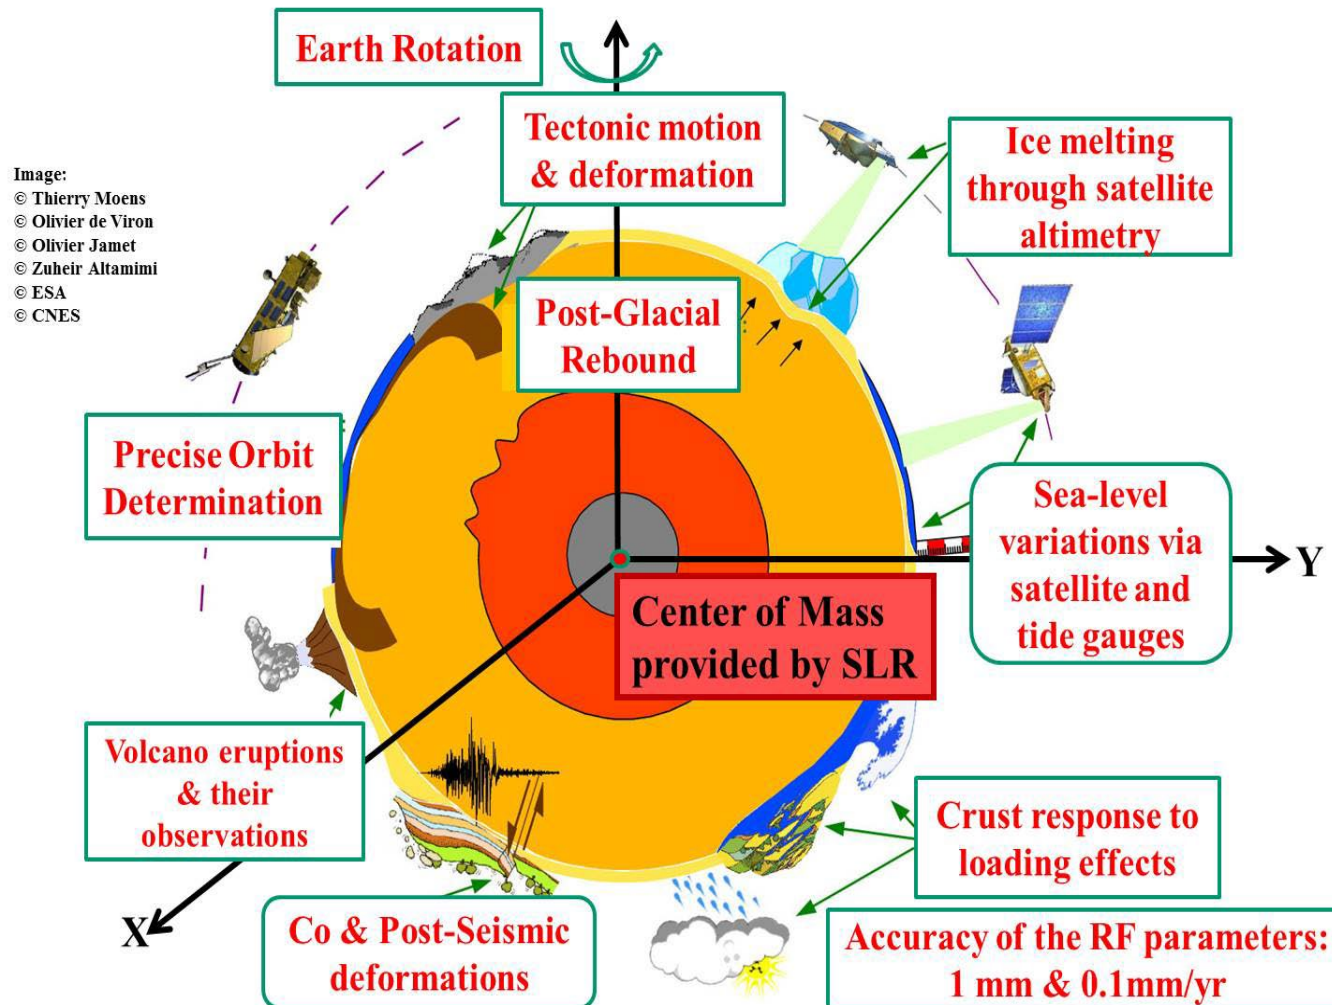 Earth Rotation
Tectonic motion
& deformation
Ice melting
through satellite
altimetry
Image:
© Thierry Moens
© Olivier de Viron
© Olivier Jamet
© Zuheir Altamimi
© ESA
© CNES
Post-Glacial
Rebound
Precise Orbit
Determination
Sea-level
variations via
satellite and
tide gauges
Y
Center of Mass
provided by SLR
Volcano eruptions
& their
observations
Crust response to
loading effects
X
Co & Post-Seismic
deformations
Accuracy of the RF parameters:
1 mm & 0.1mm/yr